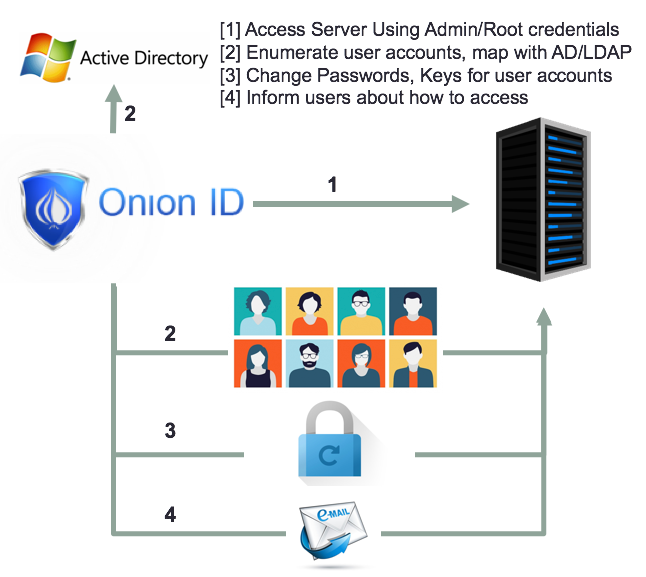 [1] Access Server Using Admin/Root credentials
[2] Enumerate user accounts, map with AD/LDAP
[3] Change Passwords, Keys for user accounts
[4] Inform users about how to access
Active Directory
2
Onion ID
1
2
3
4
e-MAIL